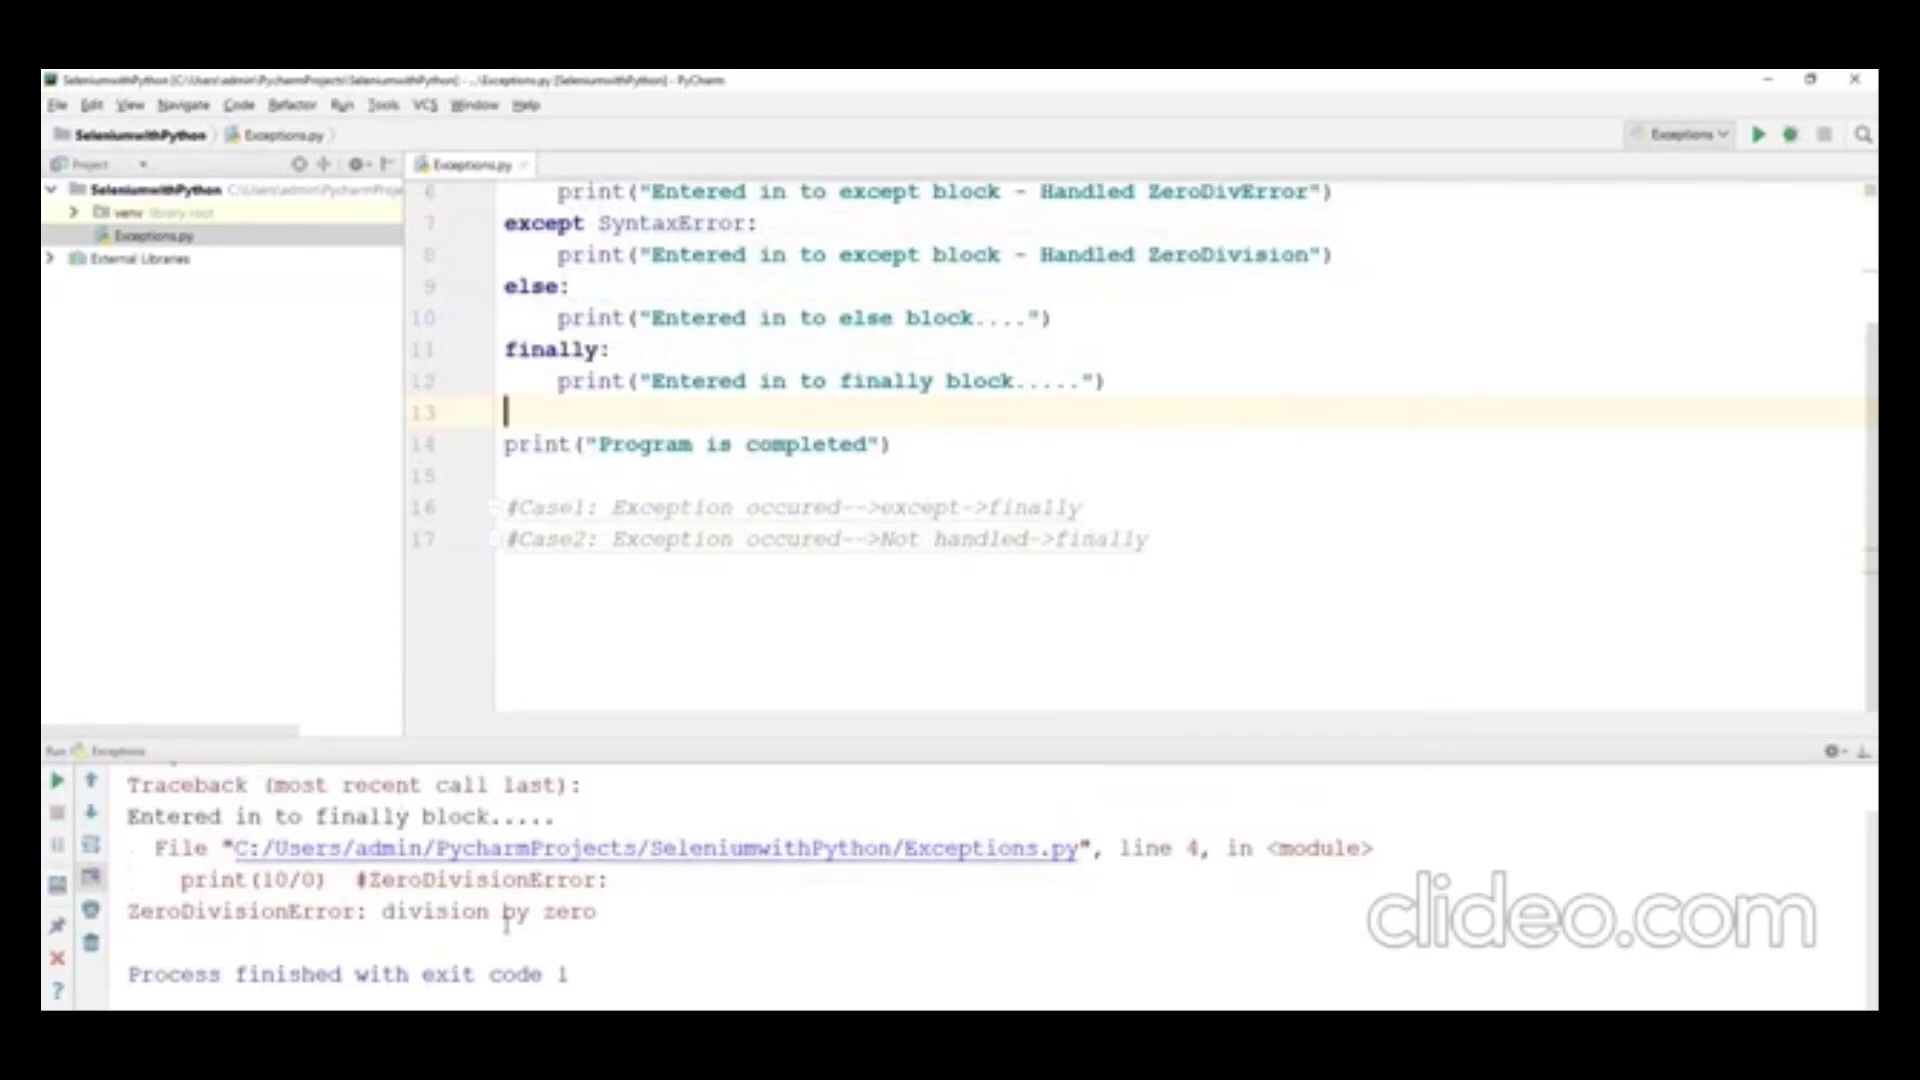 SeleniumwithPython [C:\Users\admin\PycharmProjects\SeleniumwithPython] - ...\Exceptions.py [SeleniumwithPython] - PyCharm
File Edit View Navigate Code Refactor Run Tools VCS Window Help
SeleniumwithPython Exceptions.py
Exceptions
Project
Exceptions.py
SeleniumwithPython C:\Users\admin\PycharmProje
venv library root
Exceptions.py
External Libraries
6 print("Entered in to except block - Handled ZeroDivError")
7 except SyntaxError:
8 print("Entered in to except block - Handled ZeroDivision")
9 else:
10 print("Entered in to else block....")
11 finally:
12 print("Entered in to finally block.....")
13
14 print("Program is completed")
15
16 #Case1: Exception occured-->except->finally
17 #Case2: Exception occured-->Not handled->finally
Run Exceptions
Traceback (most recent call last):
Entered in to finally block.....
File "C:/Users/admin/PycharmProjects/SeleniumwithPython/Exceptions.py", line 4, in <module>
print(10/0) #ZeroDivisionError:
ZeroDivisionError: division by zero
Process finished with exit code 1
clideo.com